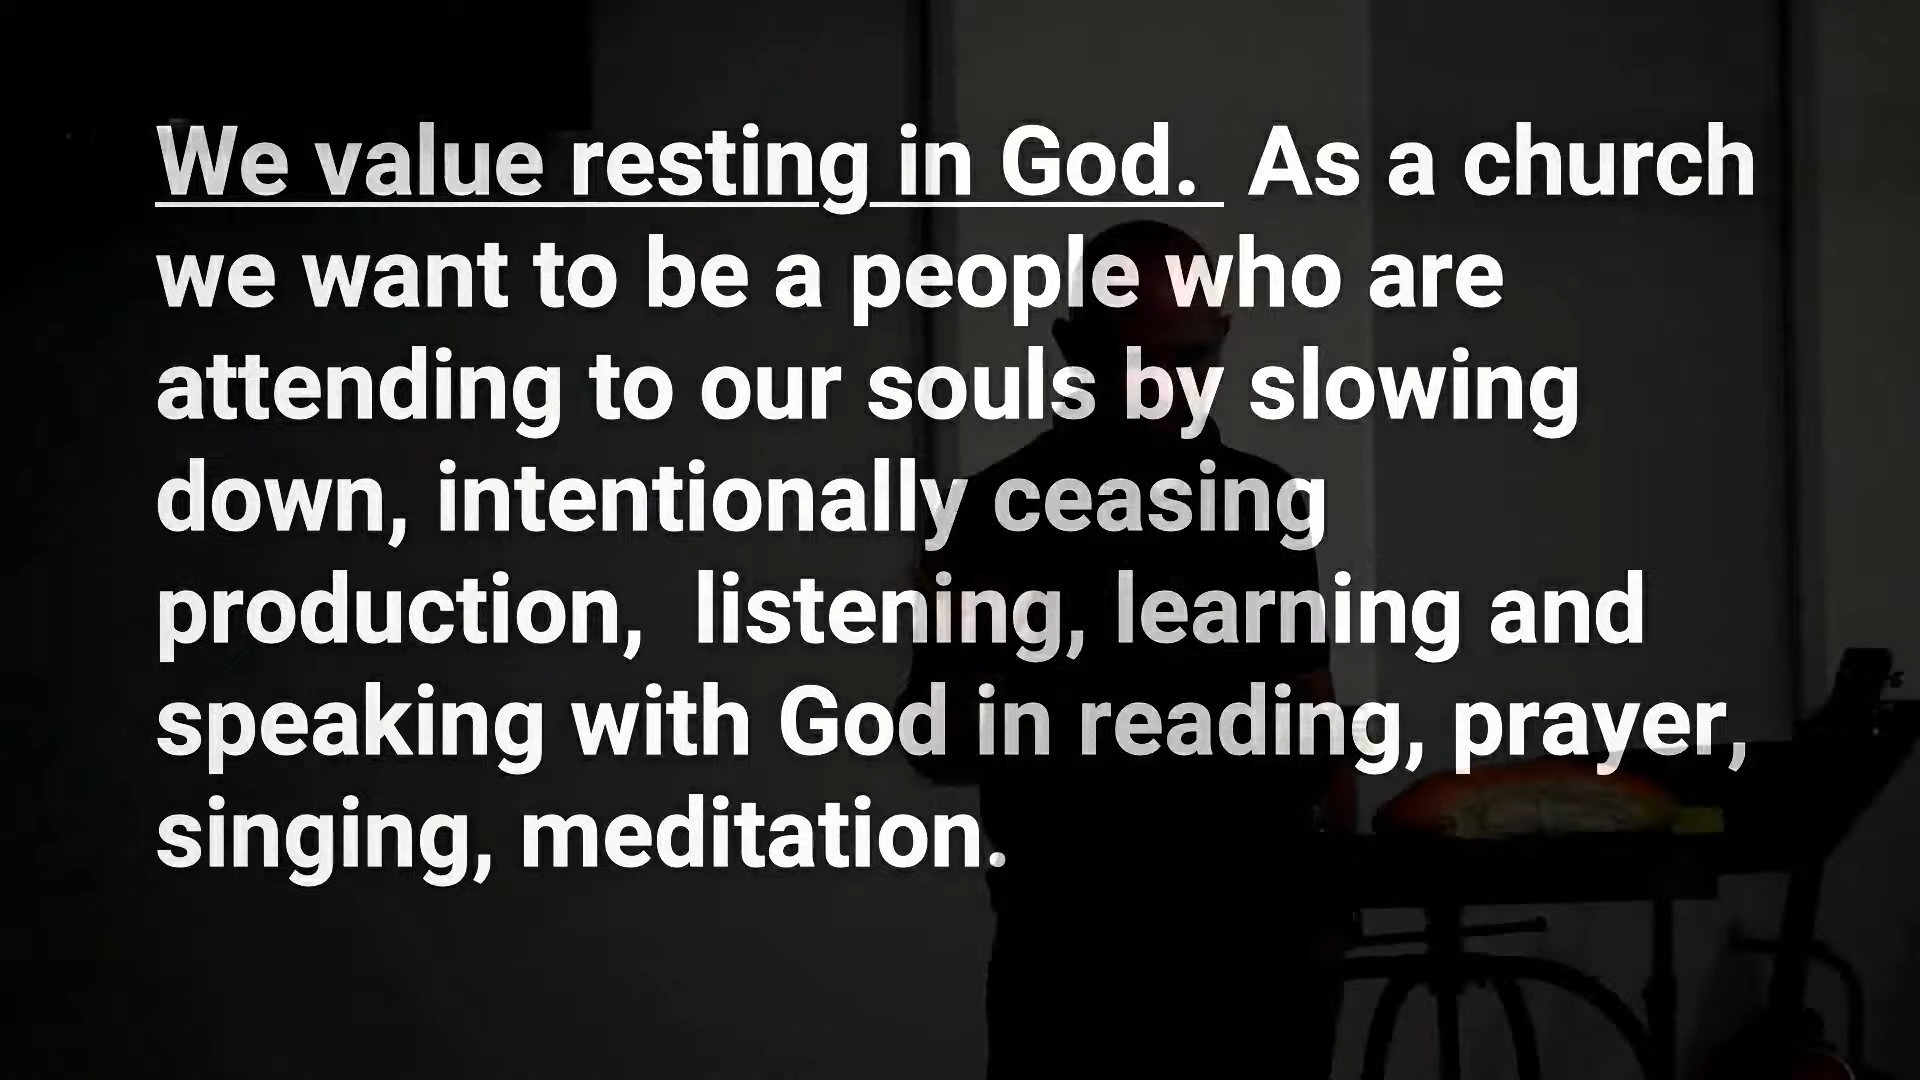 We value resting in God.  As a church
we want to be a people who are
attending to our souls by slowing
down, intentionally ceasing
production,  listening, learning and
speaking with God in reading, prayer,
singing, meditation.